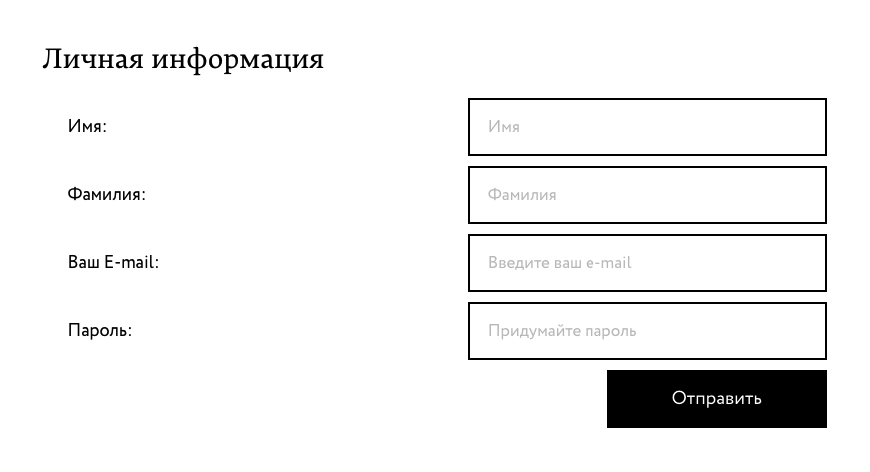 Личная информация
Имя:
Имя
Фамилия:
Фамилия
Ваш E-mail:
Введите ваш e-mail
Пароль:
Придумайте пароль
Отправить